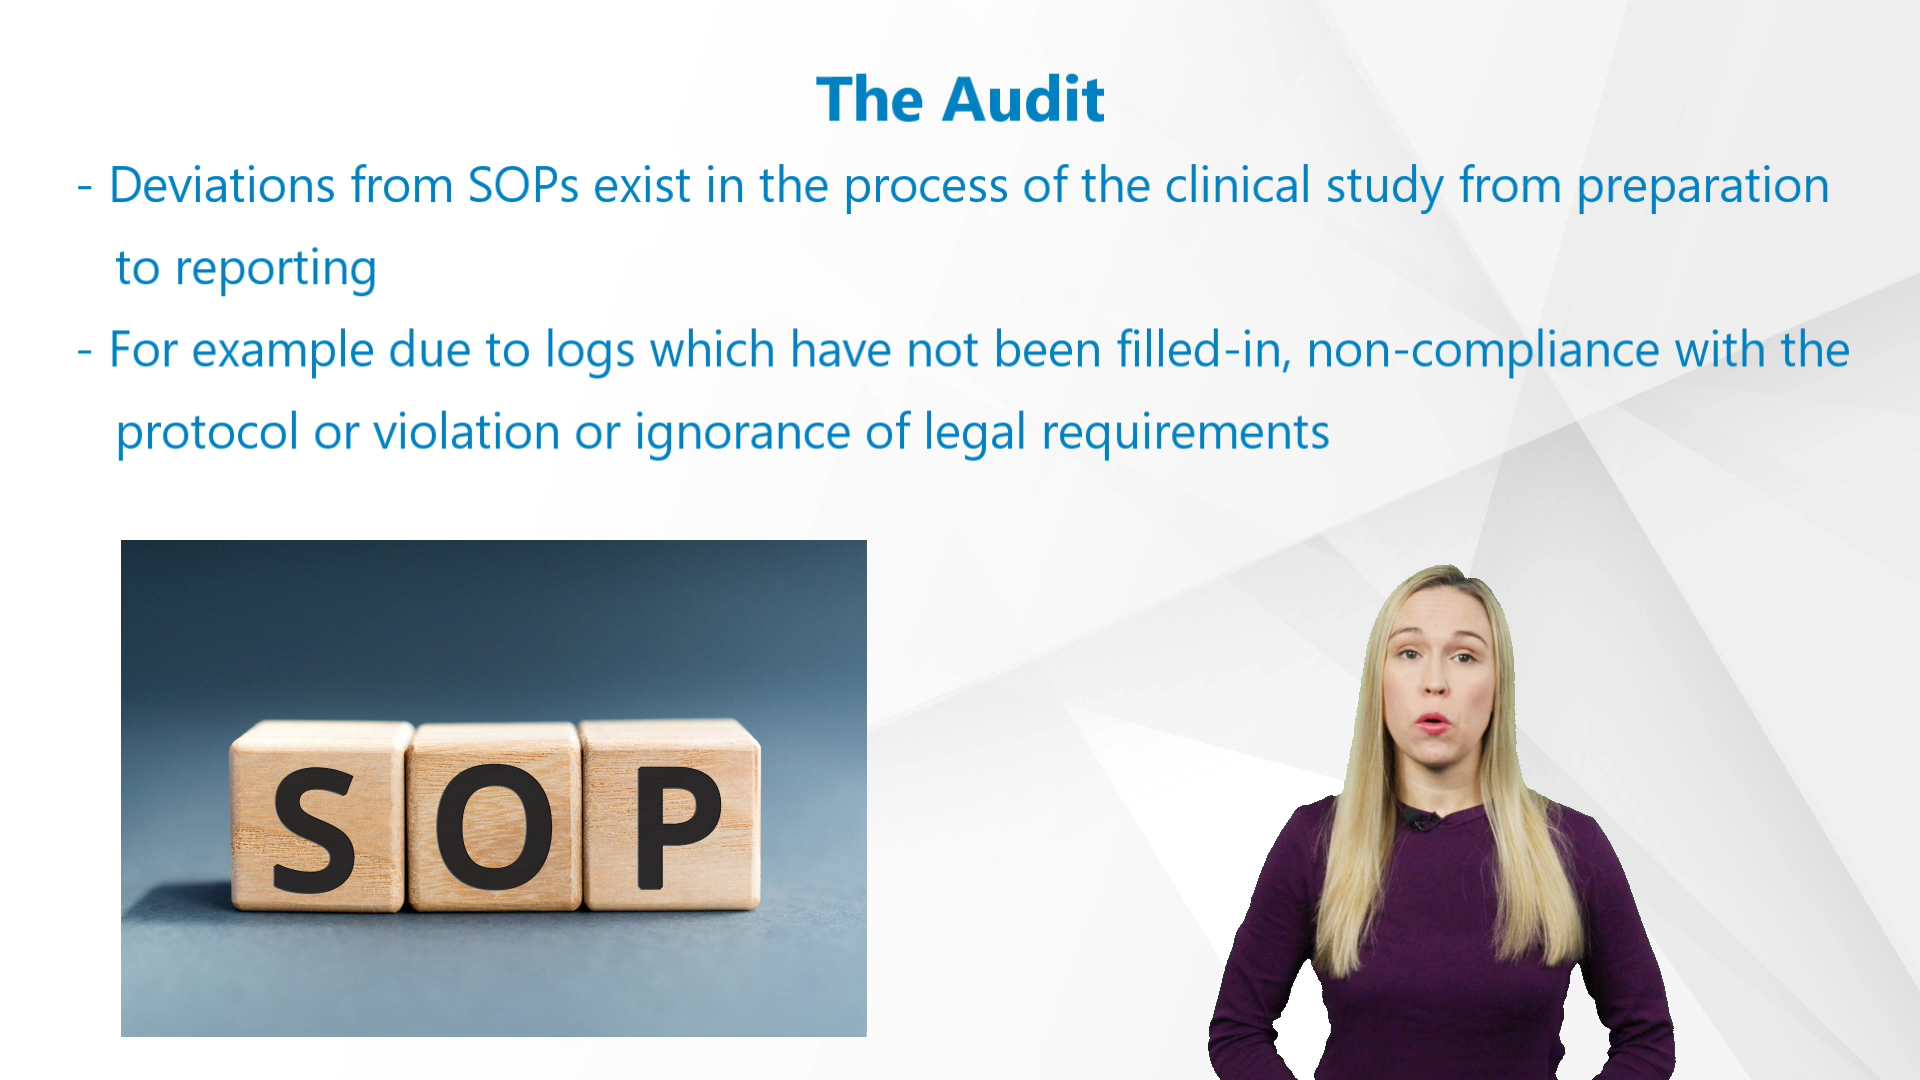 The Audit
- Deviations from SOPs exist in the process of the clinical study from preparation
to reporting
- For example due to logs which have not been filled-in, non-compliance with the
protocol or violation or ignorance of legal requirements
SOP